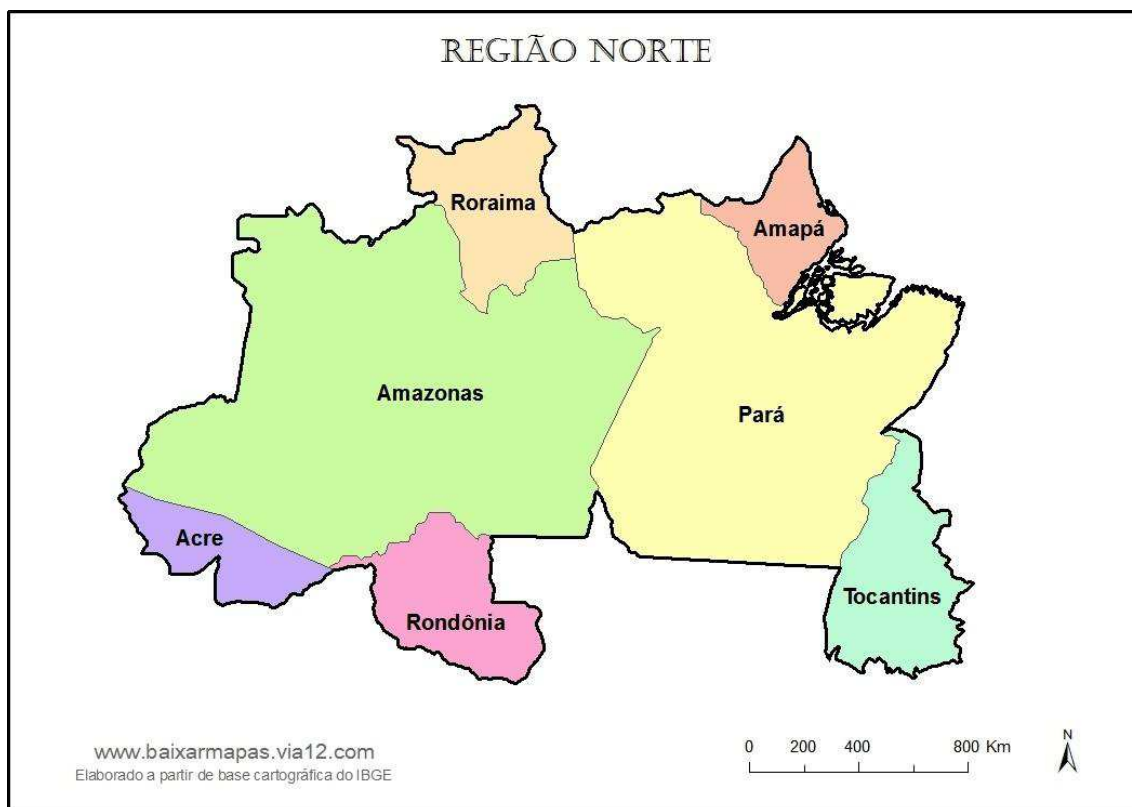 REGIÃO NORTE
Roraima
Amapá
Amazonas
Pará
Acre
Tocantins
Rondônia
www.baixarmapas.via12.com
Elaborado a partir de base cartográfica do IBGE
0 200 400 800 Km
N